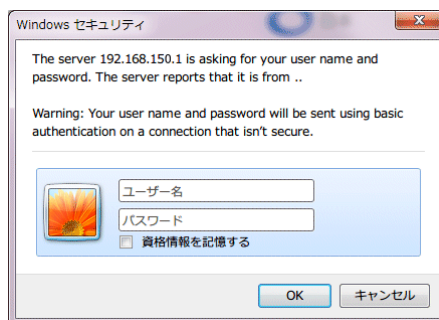 Windows セキュリティ
The server 192.168.150.1 is asking for your user name and
password. The server reports that it is from ..
Warning: Your user name and password will be sent using basic
authentication on a connection that isn't secure.
ユーザー名
パスワード
資格情報を記憶する
OK キャンセル